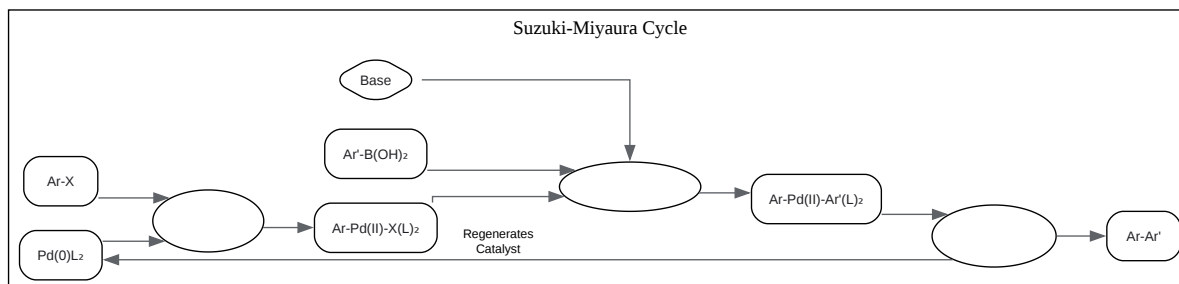 Suzuki-Miyaura Cycle
Base
Ar'-B(OH)₂
Ar-X
Ar-Pd(II)-Ar'(L)₂
Ar-Pd(II)-X(L)₂
Regenerates
Catalyst
Pd(0)L₂
Ar-Ar'